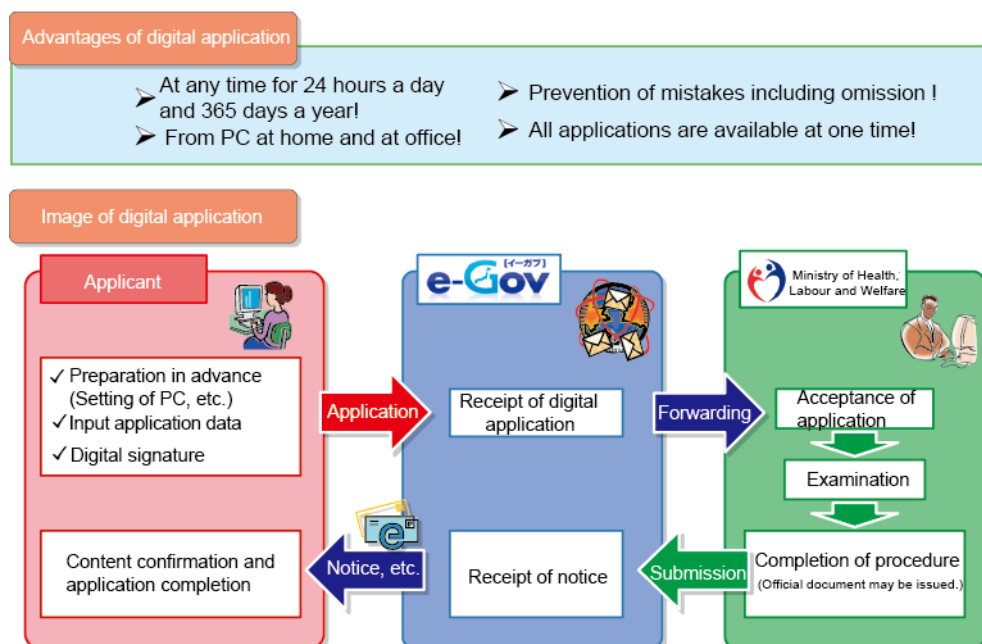 Advantages of digital application
➢ At any time for 24 hours a day
and 365 days a year!
➢ From PC at home and at office!
➢ Prevention of mistakes including omission !
➢ All applications are available at one time!
Image of digital application
Applicant
✓ Preparation in advance
(Setting of PC, etc.)
✓ Input application data
✓ Digital signature
Application
[イーガブ]
e-Gov
Receipt of digital
application
Forwarding
Ministry of Health,
Labour and Welfare
Acceptance of
application
Examination
Completion of procedure
(Official document may be issued.)
Submission
Receipt of notice
e
Notice, etc.
Content confirmation and
application completion